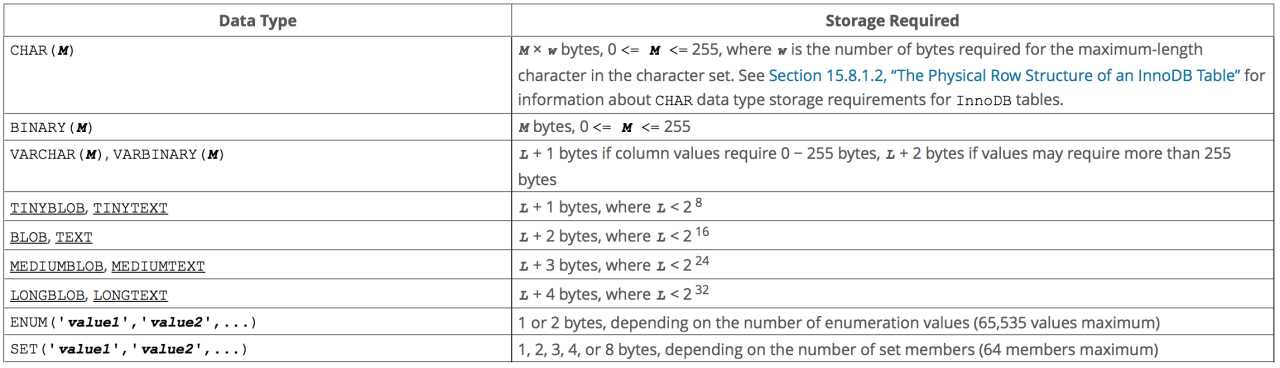 Data Type Storage Required
CHAR(M) M × w bytes, 0 <= M <= 255, where w is the number of bytes required for the maximum-length
character in the character set. See Section 15.8.1.2, “The Physical Row Structure of an InnoDB Table” for
information about CHAR data type storage requirements for InnoDB tables.
BINARY(M) M bytes, 0 <= M <= 255
VARCHAR(M), VARBINARY(M) L + 1 bytes if column values require 0 − 255 bytes, L + 2 bytes if values may require more than 255
bytes
TINYBLOB, TINYTEXT L + 1 bytes, where L < 2 8
BLOB, TEXT L + 2 bytes, where L < 2 16
MEDIUMBLOB, MEDIUMTEXT L + 3 bytes, where L < 2 24
LONGBLOB, LONGTEXT L + 4 bytes, where L < 2 32
ENUM('value1','value2',...) 1 or 2 bytes, depending on the number of enumeration values (65,535 values maximum)
SET('value1','value2',...) 1, 2, 3, 4, or 8 bytes, depending on the number of set members (64 members maximum)